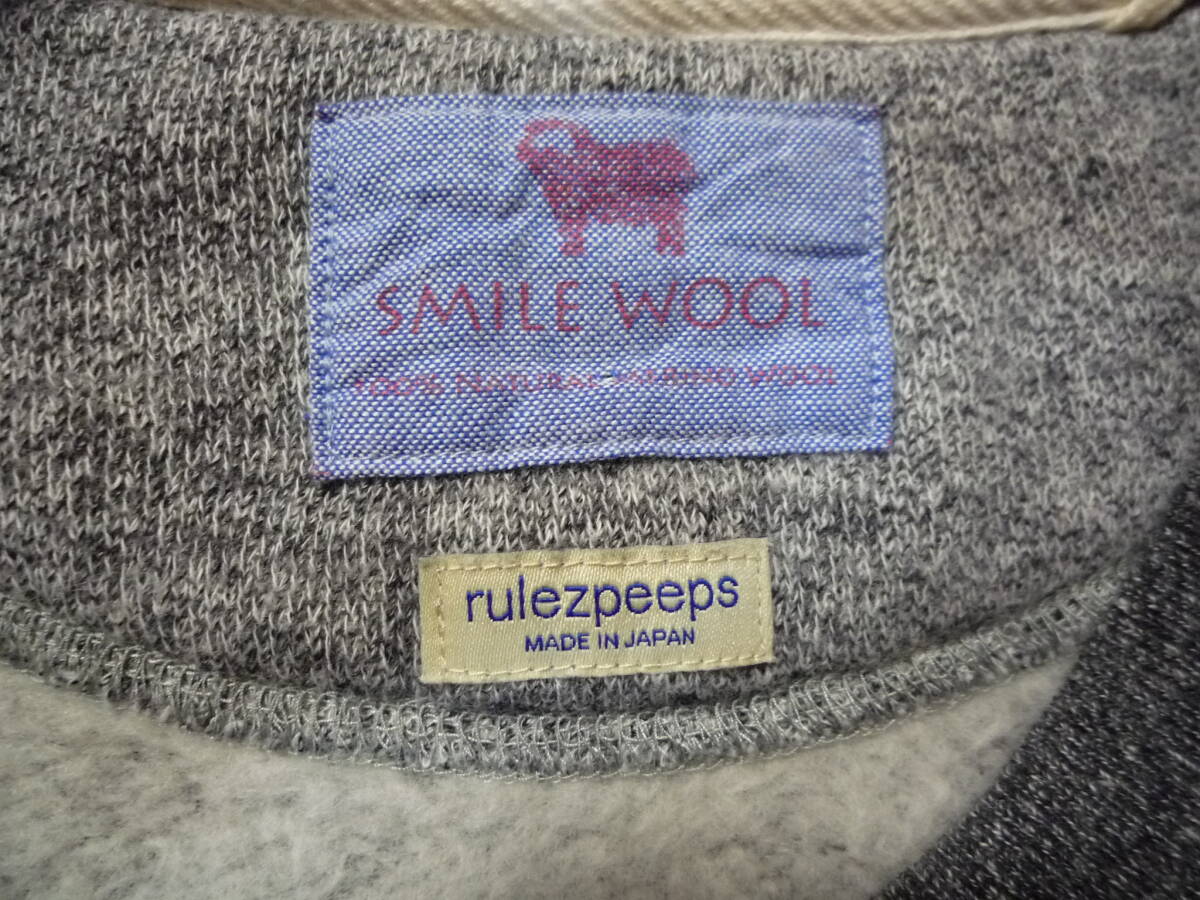 SMILE WOOL
100% NATURAL MERINO WOOL
rulezpeeps
MADE IN JAPAN